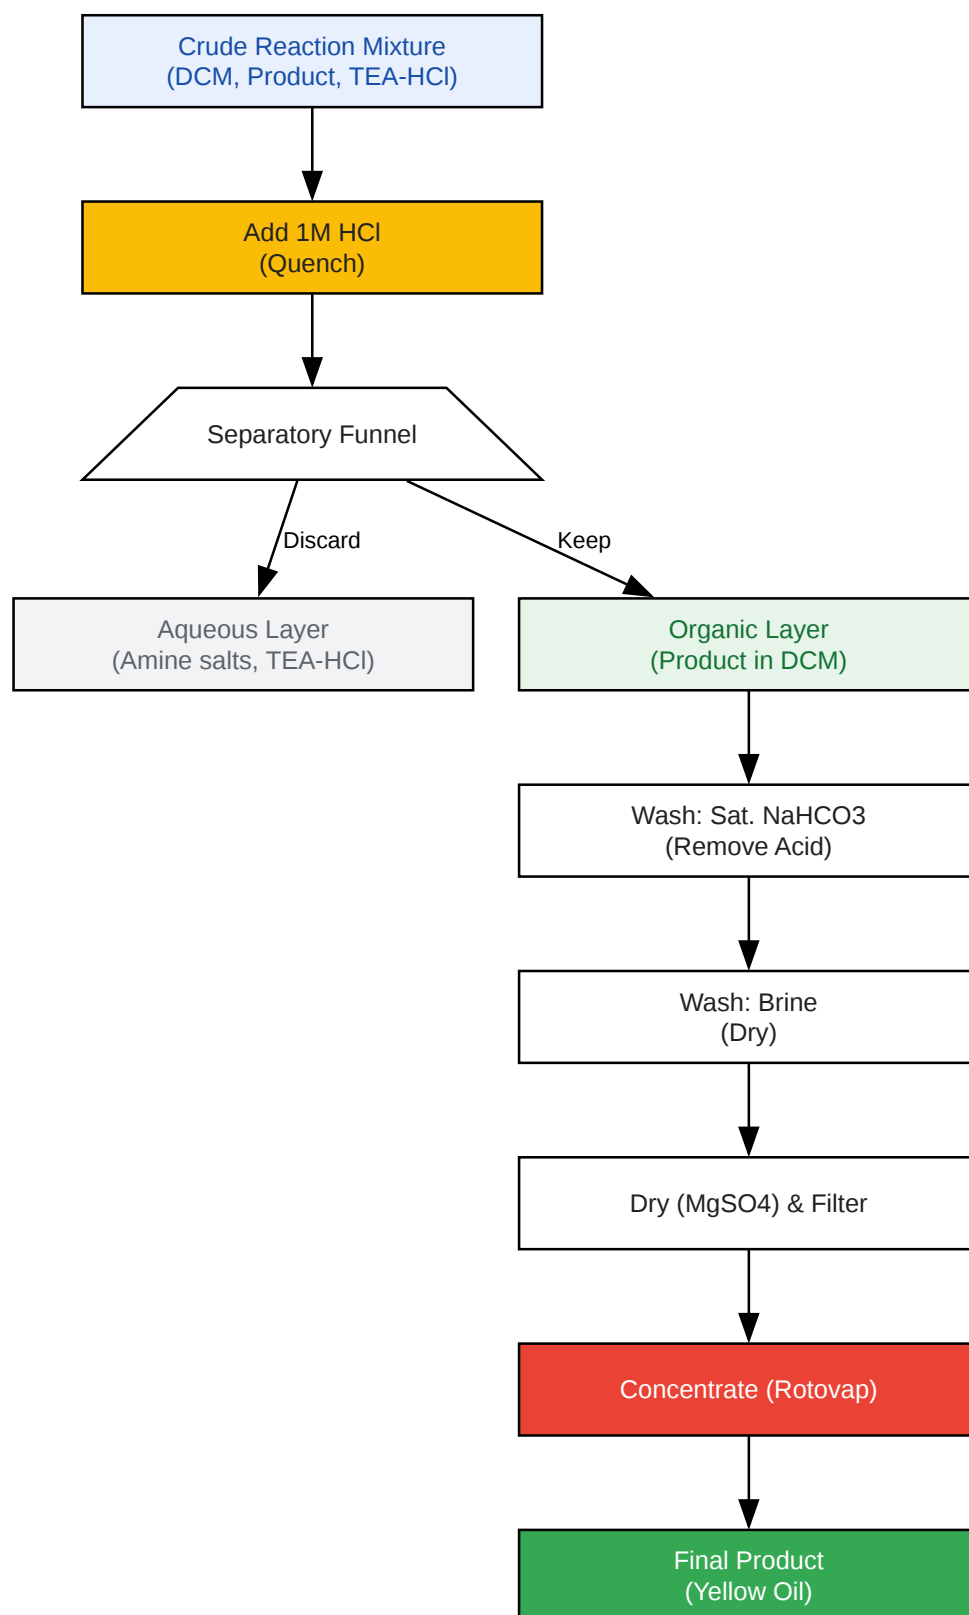 Crude Reaction Mixture
(DCM, Product, TEA-HCl)
Add 1M HCl
(Quench)
Separatory Funnel
Discard
Keep
Aqueous Layer
(Amine salts, TEA-HCl)
Organic Layer
(Product in DCM)
Wash: Sat. NaHCO3
(Remove Acid)
Wash: Brine
(Dry)
Dry (MgSO4) & Filter
Concentrate (Rotovap)
Final Product
(Yellow Oil)